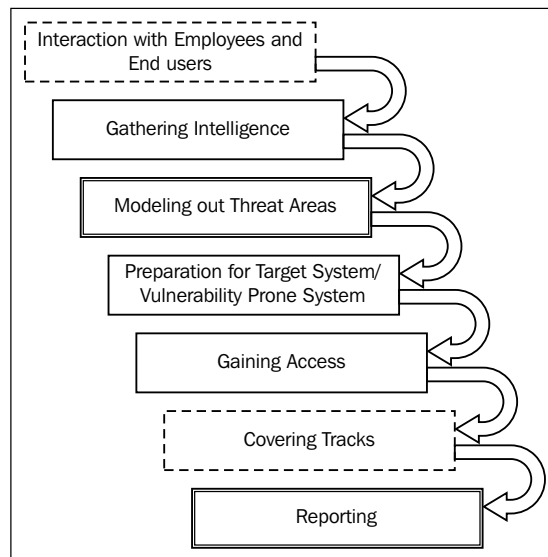 Interaction with Employees and
End users
Gathering Intelligence
Modeling out Threat Areas
Preparation for Target System/
Vulnerability Prone System
Gaining Access
Covering Tracks
Reporting